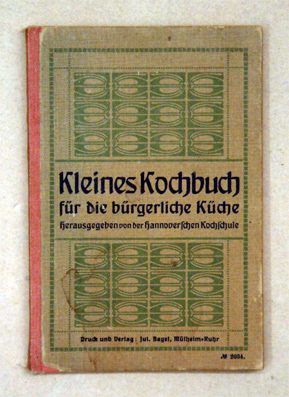 Kleines Kochbuch
für die bürgerliche Küche
Herausgegeben von der Hannoverschen Kochschule
Druck und Verlag: Jul. Bagel, Mülheim-Ruhr
№ 2694.